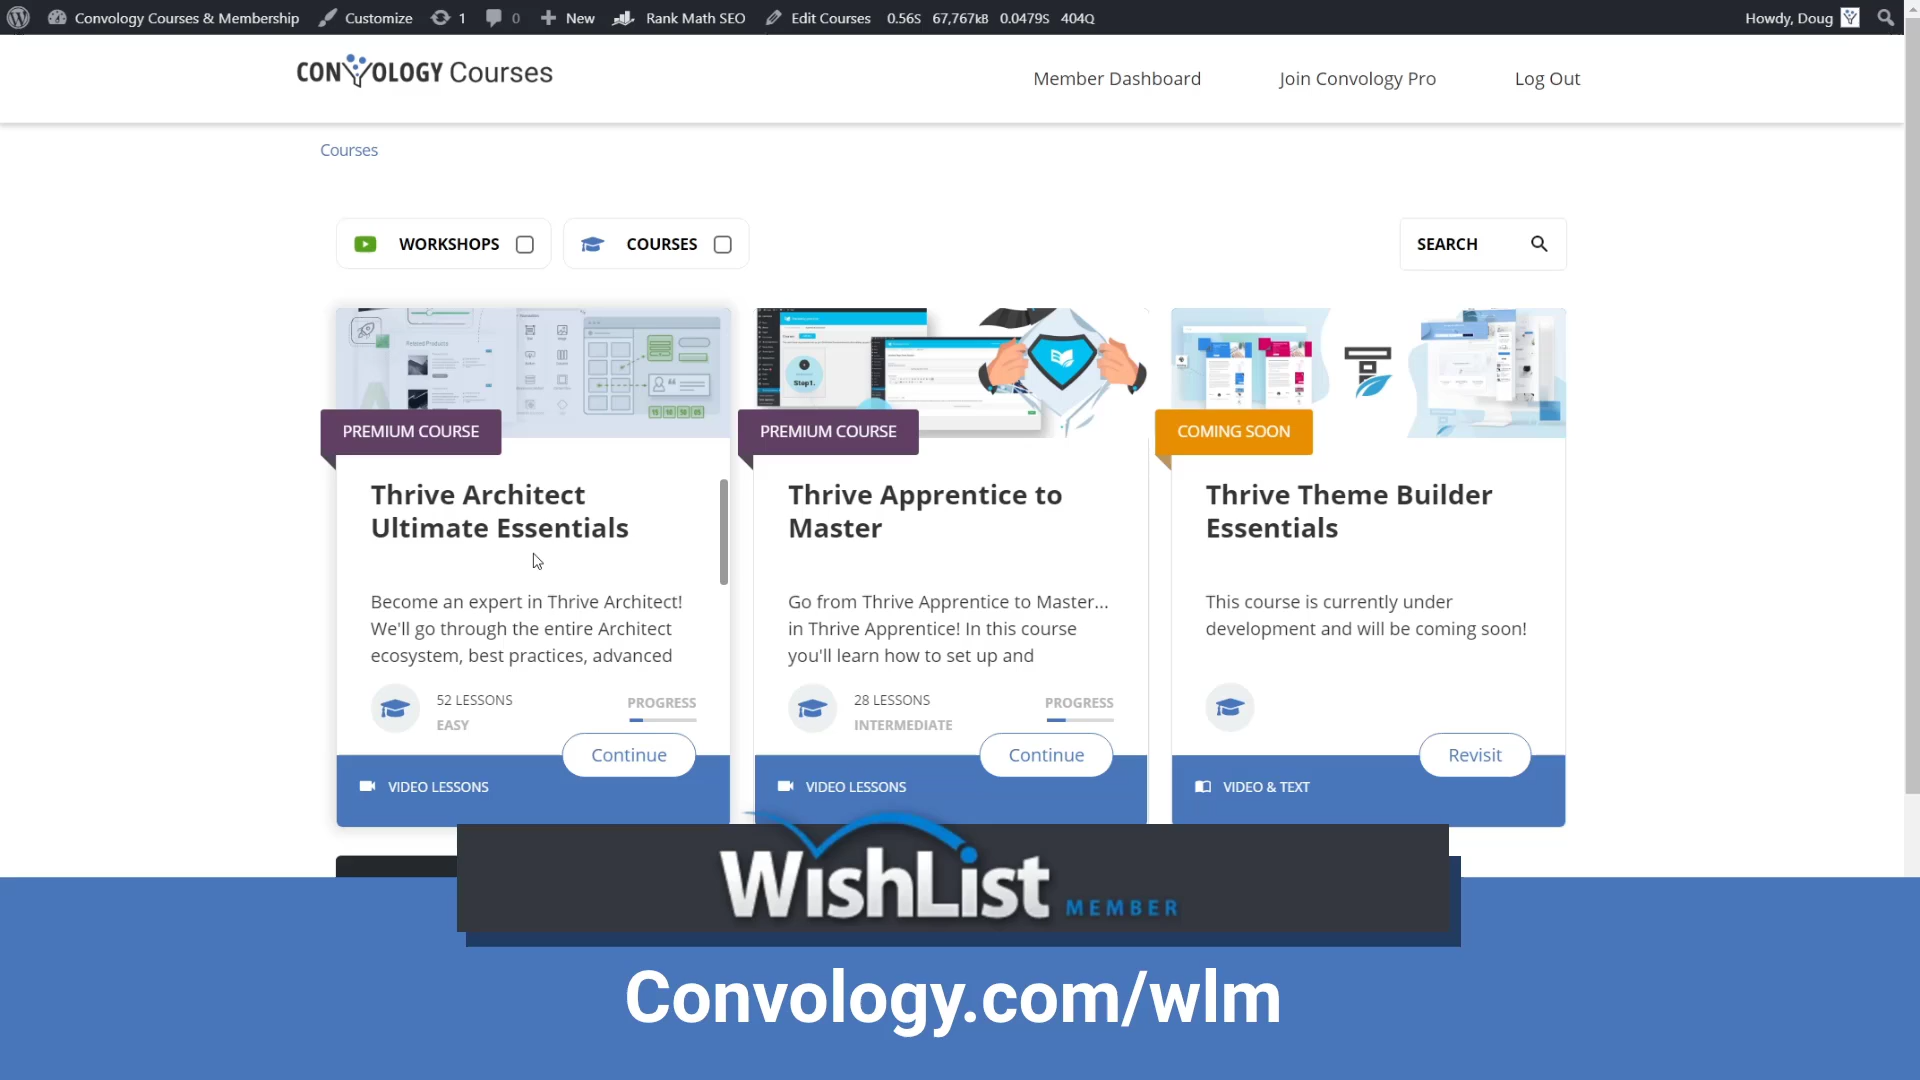 Convology Courses & Membership Customize 1 0 New Rank Math SEO Edit Courses 0.56S 67,767KB 0.0479S 404Q Howdy, Doug
CONVOLOGY Courses
Member Dashboard Join Convology Pro Log Out
Courses
WORKSHOPS COURSES SEARCH
Related Products
Step1.
PREMIUM COURSE
Thrive Architect
Ultimate Essentials
Become an expert in Thrive Architect!
We'll go through the entire Architect
ecosystem, best practices, advanced
52 LESSONS
EASY
PROGRESS
Continue
VIDEO LESSONS
PREMIUM COURSE
Thrive Apprentice to
Master
Go from Thrive Apprentice to Master...
in Thrive Apprentice! In this course
you'll learn how to set up and
28 LESSONS
INTERMEDIATE
PROGRESS
Continue
VIDEO LESSONS
COMING SOON
Thrive Theme Builder
Essentials
This course is currently under
development and will be coming soon!
Revisit
VIDEO & TEXT
WishList MEMBER
Convology.com/wlm